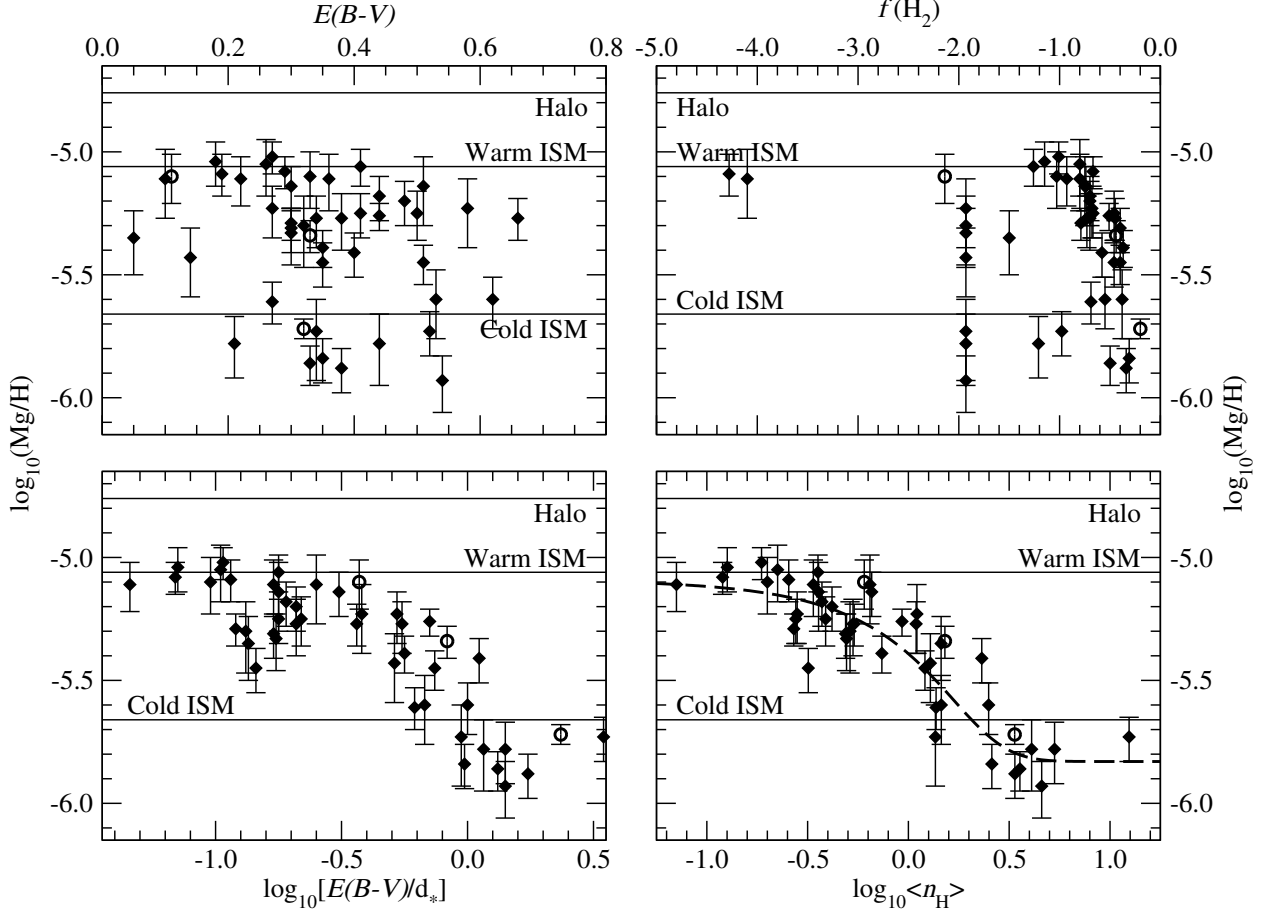 E(B-V) f(H₂)
0.0 0.2 0.4 0.6 0.8 -5.0 -4.0 -3.0 -2.0 -1.0 0.0
Halo Halo
-5.0 Warm ISM Warm ISM -5.0
-5.5 -5.5
Cold ISM Cold ISM
-6.0 -6.0
log₁₀(Mg/H) log₁₀(Mg/H)
Halo Halo
-5.0 Warm ISM Warm ISM -5.0
-5.5 -5.5
Cold ISM Cold ISM
-6.0 -6.0
-1.0 -0.5 0.0 0.5 -1.0 -0.5 0.0 0.5 1.0
log₁₀[E(B-V)/d*] log₁₀<n_H>